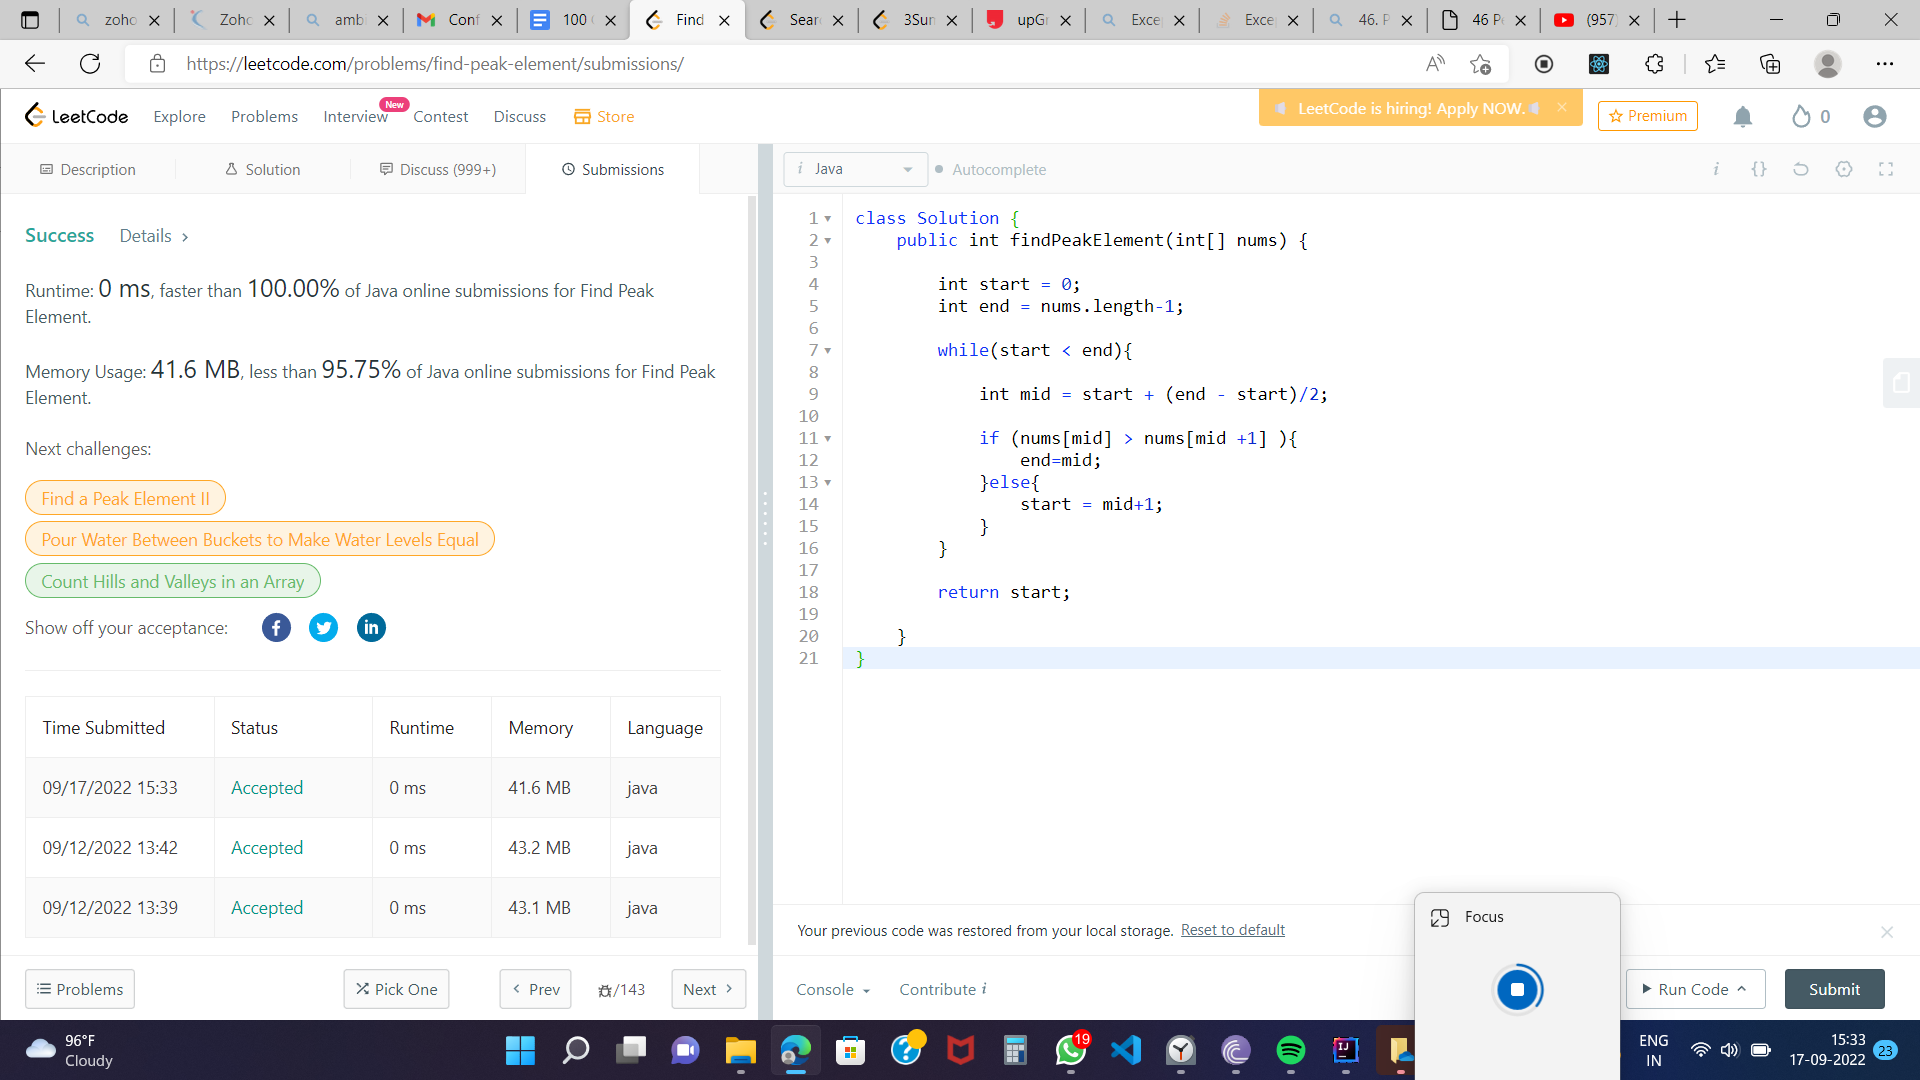 zoho
Zoho
amb
Conf
100
Find
Sear
3Sun
upGr
Exce
Exce
46. P
46 P
(957
https://leetcode.com/problems/find-peak-element/submissions/
LeetCode
Explore
Problems
Interview
New
Contest
Discuss
Store
LeetCode is hiring! Apply NOW.
Premium
0
Description
Solution
Discuss (999+)
Submissions
i Java
Autocomplete
i
{}
Success
Details >
Runtime: 0 ms, faster than 100.00% of Java online submissions for Find Peak
Element.
Memory Usage: 41.6 MB, less than 95.75% of Java online submissions for Find Peak
Element.
Next challenges:
Find a Peak Element II
Pour Water Between Buckets to Make Water Levels Equal
Count Hills and Valleys in an Array
Show off your acceptance:
Time Submitted Status Runtime Memory Language
09/17/2022 15:33 Accepted 0 ms 41.6 MB java
09/12/2022 13:42 Accepted 0 ms 43.2 MB java
09/12/2022 13:39 Accepted 0 ms 43.1 MB java
Problems
Pick One
< Prev
/143
Next >
1 class Solution {
2 public int findPeakElement(int[] nums) {
3
4 int start = 0;
5 int end = nums.length-1;
6
7 while(start < end){
8
9 int mid = start + (end - start)/2;
10
11 if (nums[mid] > nums[mid +1] ){
12 end=mid;
13 }else{
14 start = mid+1;
15 }
16 }
17
18 return start;
19
20 }
21 }
Your previous code was restored from your local storage. Reset to default
Console
Contribute i
Focus
Run Code
Submit
96°F
Cloudy
19
ENG
IN
15:33
17-09-2022
23